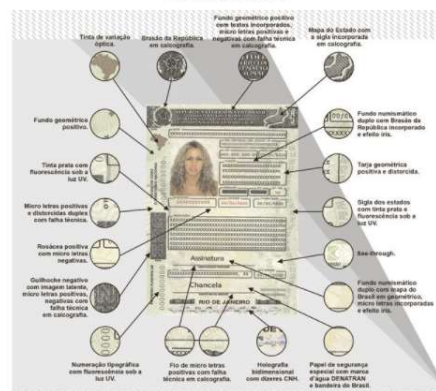 Tinta de variação
óptica.
Brasão da República
em calcografia.
Fundo geométrico positivo
com textos incorporados,
micro letras positivas e
negativas com falha técnica
em calcografia.
Mapa do Estado com
a sigla incorporada
em calcografia.
Fundo geométrico
positivo.
Tinta prata com
fluorescência sob a
luz UV.
Micro letras positivas
e distorcidas duplex
com falha técnica.
Rosácea positiva
com micro letras
negativas.
Guilhoche negativo
com imagem latente,
micro letras positivas,
negativas com
falha técnica
em calcografia.
Numeração tipográfica
com fluorescência sob a
luz UV.
Fundo numismático
duplo com Brasão da
República incorporado
e efeito íris.
Tarja geométrica
positiva e distorcida.
Sigla dos estados
com tinta prata e
fluorescência sob a
luz UV.
See-through.
Fundo numismático
duplo com mapa do
Brasil em geométrico,
micro letras incorporadas
e efeito íris.
Assinatura
Chancela
RIO DE JANEIRO
Fio de micro letras
positivas com falha
técnica em calcografia.
Holografia
bidimensional
com dizeres CNH.
Papel de segurança
especial com marca
d'água DENATRAN
e bandeira do Brasil.